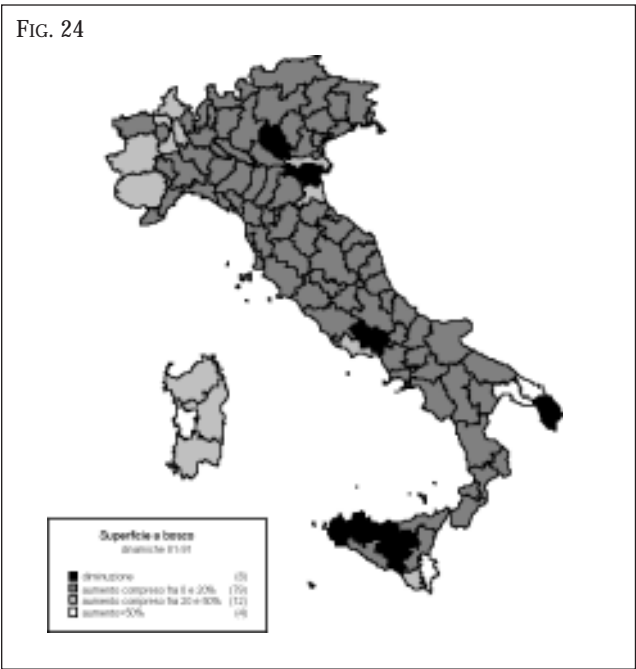 FIG. 24
Superficie a bosco
dinamiche 81-91
diminuzione
aumento compreso fra 0 e 20% (79)
aumento compreso fra 20 e 50% (12)
aumento>50% (4)